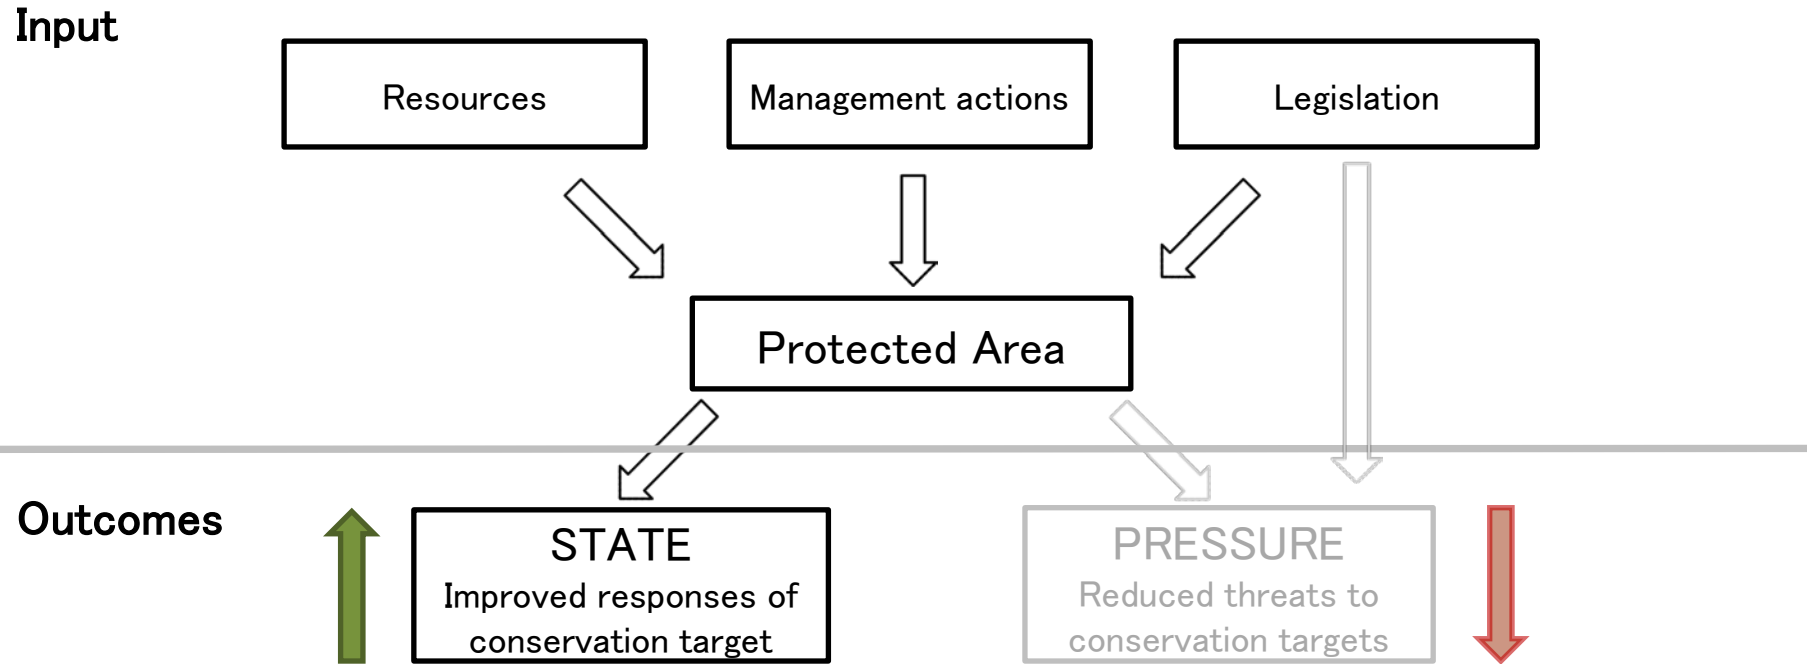 Input
Resources
Management actions
Legislation
Protected Area
Outcomes
STATE
Improved responses of
conservation target
PRESSURE
Reduced threats to
conservation targets